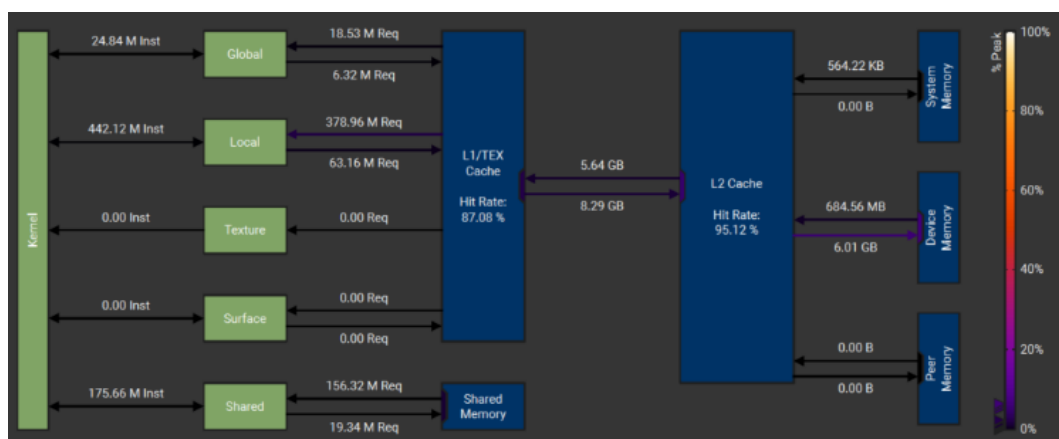 Kernel
24.84 M Inst
Global
18.53 M Req
6.32 M Req
442.12 M Inst
Local
378.96 M Req
63.16 M Req
0.00 Inst
Texture
0.00 Req
0.00 Inst
Surface
0.00 Req
0.00 Req
175.66 M Inst
Shared
156.32 M Req
19.34 M Req
L1/TEX
Cache
Hit Rate:
87.08 %
Shared
Memory
5.64 GB
8.29 GB
L2 Cache
Hit Rate:
95.12 %
564.22 KB
0.00 B
System
Memory
684.56 MB
6.01 GB
Device
Memory
0.00 B
0.00 B
Peer
Memory
% Peak
100%
80%
60%
40%
20%
0%